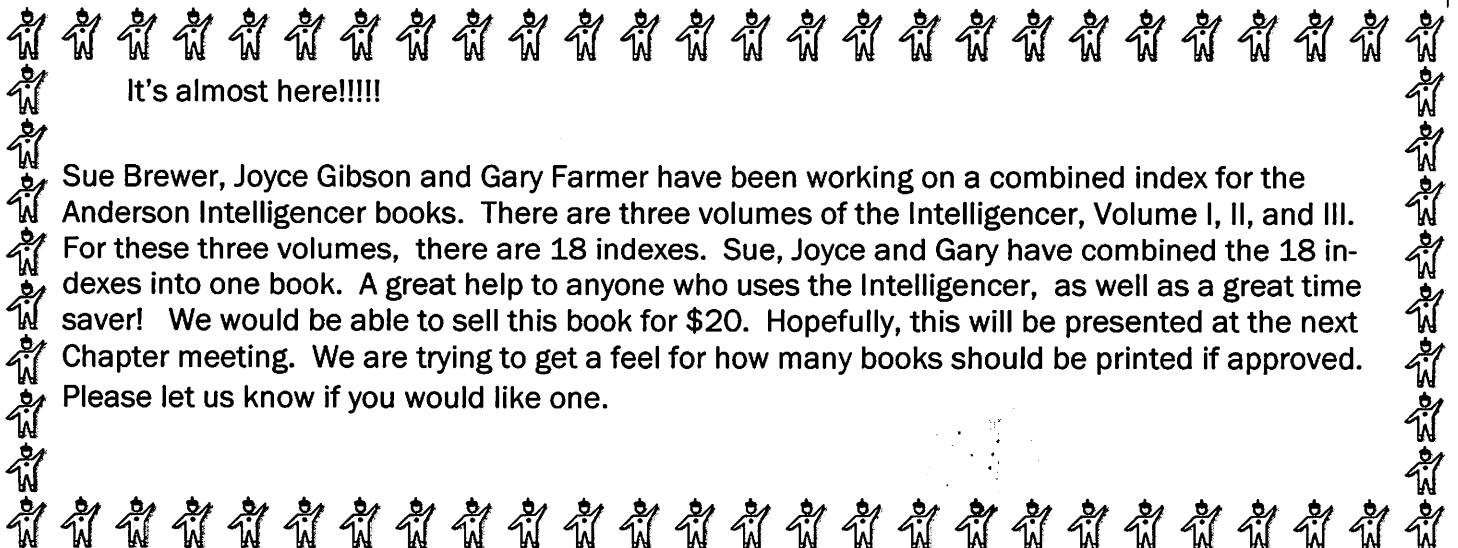 It's almost here!!!!!
Sue Brewer, Joyce Gibson and Gary Farmer have been working on a combined index for the
Anderson Intelligencer books. There are three volumes of the Intelligencer, Volume I, II, and III.
For these three volumes, there are 18 indexes. Sue, Joyce and Gary have combined the 18 in-
dexes into one book. A great help to anyone who uses the Intelligencer, as well as a great time
saver! We would be able to sell this book for $20. Hopefully, this will be presented at the next
Chapter meeting. We are trying to get a feel for how many books should be printed if approved.
Please let us know if you would like one.